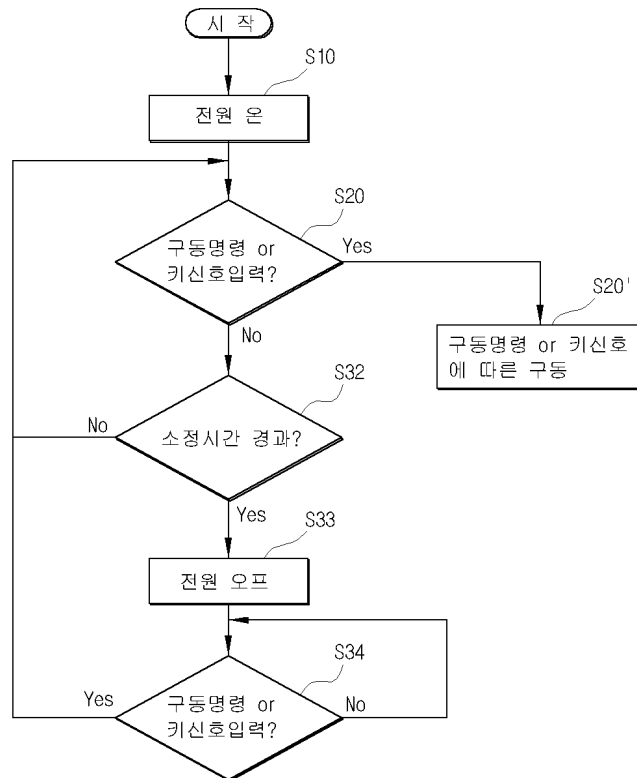 시 작
S10
전원 온
S20
구동명령 or
키신호입력?
Yes
S20'
구동명령 or 키신호
에 따른 구동
No
S32
소정시간 경과?
No
Yes
S33
전원 오프
S34
구동명령 or
키신호입력?
Yes
No